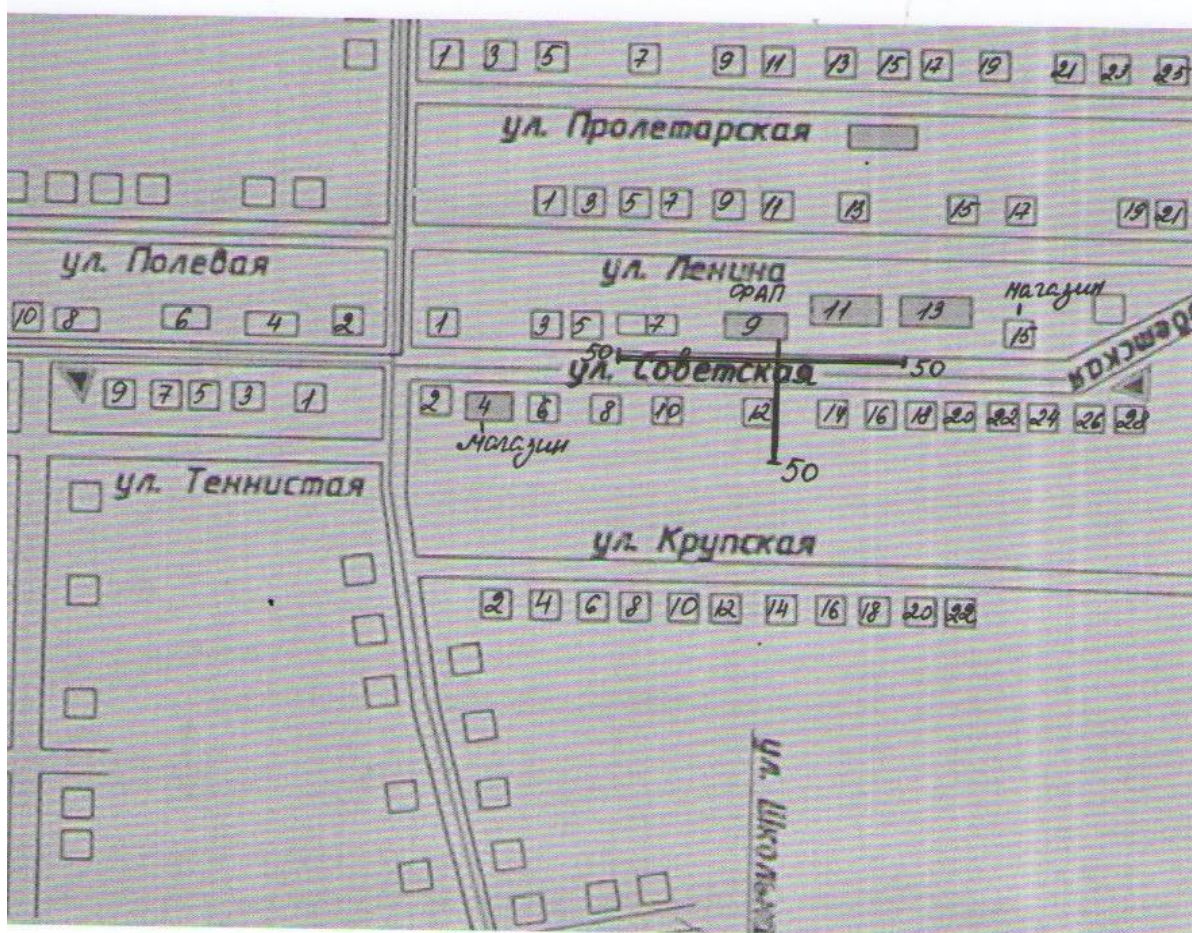 1 3 5 7 9 11 13 15 17 19 21 23 25
ул. Пролетарская
1 3 5 7 9 11 13 15 17 19 21
ул. Полевая
ул. Ленина
ФАП
магазин
10 8 6 4 2
1 3 5 7 9 11 13 15
50 50
ул. Советская
ветская
9 7 5 3 1
2 4 6 8 10 12 14 16 18 20 22 24 26 28
магазин
50
ул. Теннистая
ул. Крупская
2 4 6 8 10 12 14 16 18 20 22
ул. Школьна